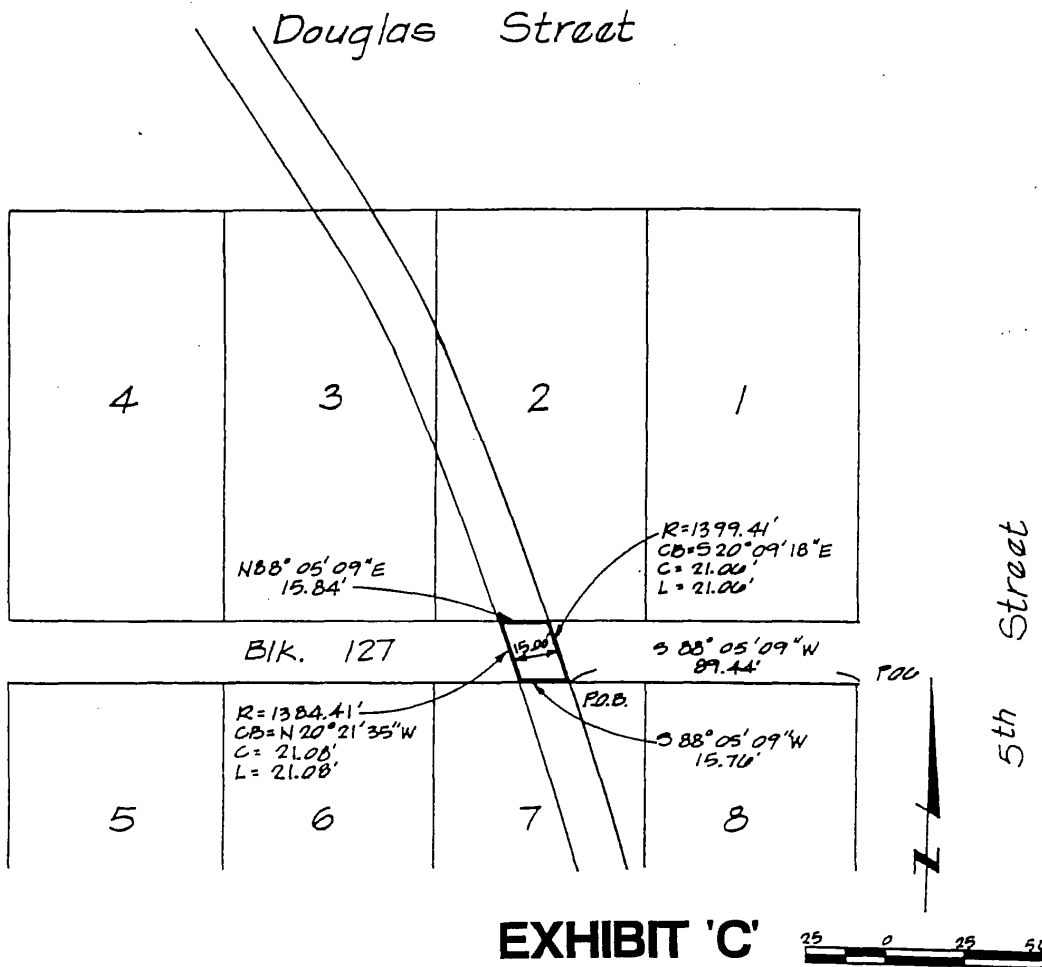 Douglas Street
4
3
2
1
R=1399.41'
CB=S20°09'18"E
C= 21.06'
L= 21.06'
N88°05'09"E
15.84'
5th Street
Blk. 127
15.00'
S 88°05'09"W
89.44'
POC
P.O.B.
R=1384.41'
CB=N20°21'35"W
C= 21.08'
L= 21.08'
S 88°05'09"W
15.76'
5
6
7
8
EXHIBIT 'C'
25 0 25